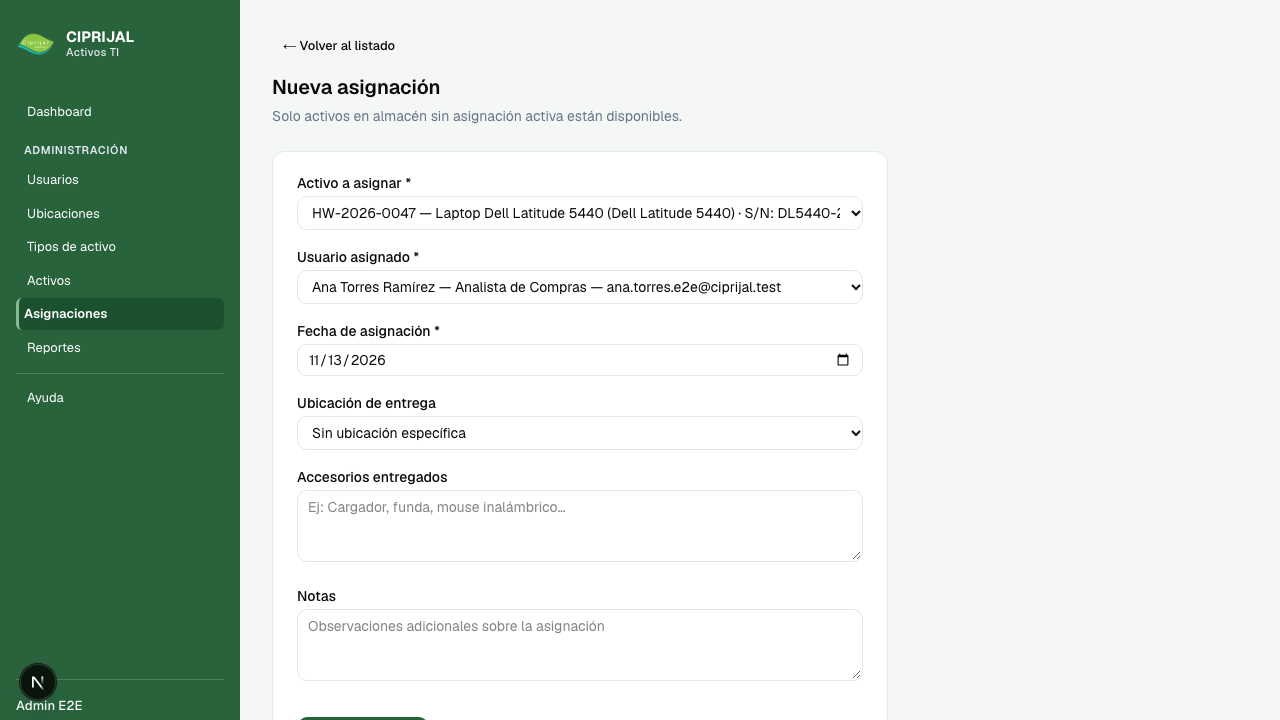 CIPRIJAL
Activos TI
Dashboard
ADMINISTRACIÓN
Usuarios
Ubicaciones
Tipos de activo
Activos
Asignaciones
Reportes
Ayuda
N
Admin E2E
← Volver al listado
Nueva asignación
Solo activos en almacén sin asignación activa están disponibles.
Activo a asignar *
HW-2026-0047 — Laptop Dell Latitude 5440 (Dell Latitude 5440) · S/N: DL5440-2
Usuario asignado *
Ana Torres Ramírez — Analista de Compras — ana.torres.e2e@ciprijal.test
Fecha de asignación *
11/13/2026
Ubicación de entrega
Sin ubicación específica
Accesorios entregados
Ej: Cargador, funda, mouse inalámbrico...
Notas
Observaciones adicionales sobre la asignación